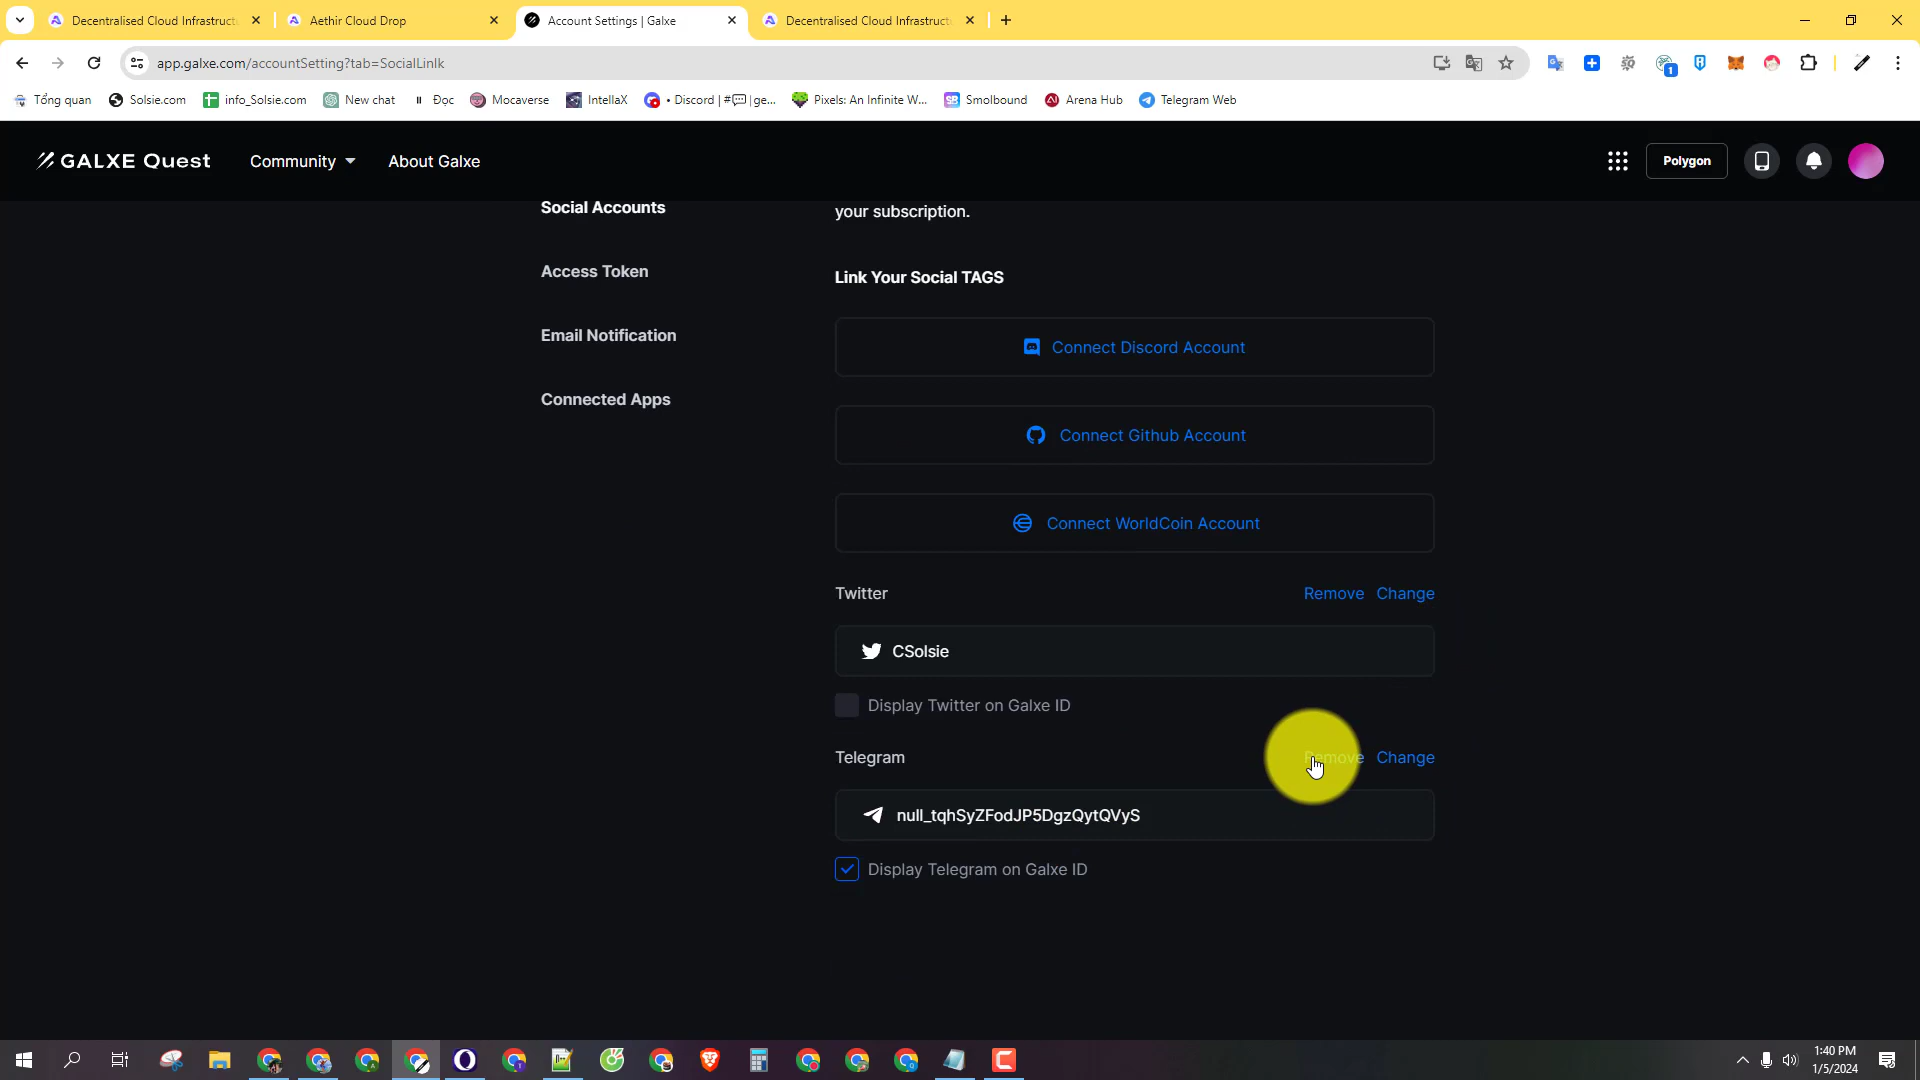 Decentralised Cloud Infrastructu
Aethir Cloud Drop
Account Settings | Galxe
Decentralised Cloud Infrastructu
app.galxe.com/accountSetting?tab=SocialLinlk
Tổng quan
Solsie.com
info_Solsie.com
New chat
Đọc
Mocaverse
IntellaX
• Discord | #💬 | ge...
Pixels: An Infinite W...
Smolbound
Arena Hub
Telegram Web
GALXE Quest
Community
About Galxe
Polygon
Social Accounts
your subscription.
Access Token
Link Your Social TAGS
Email Notification
Connect Discord Account
Connected Apps
Connect Github Account
Connect WorldCoin Account
Twitter
Remove
Change
CSolsie
Display Twitter on Galxe ID
Telegram
Remove
Change
null_tqhSyZFodJP5DgzQytQVyS
Display Telegram on Galxe ID
1:40 PM
1/5/2024